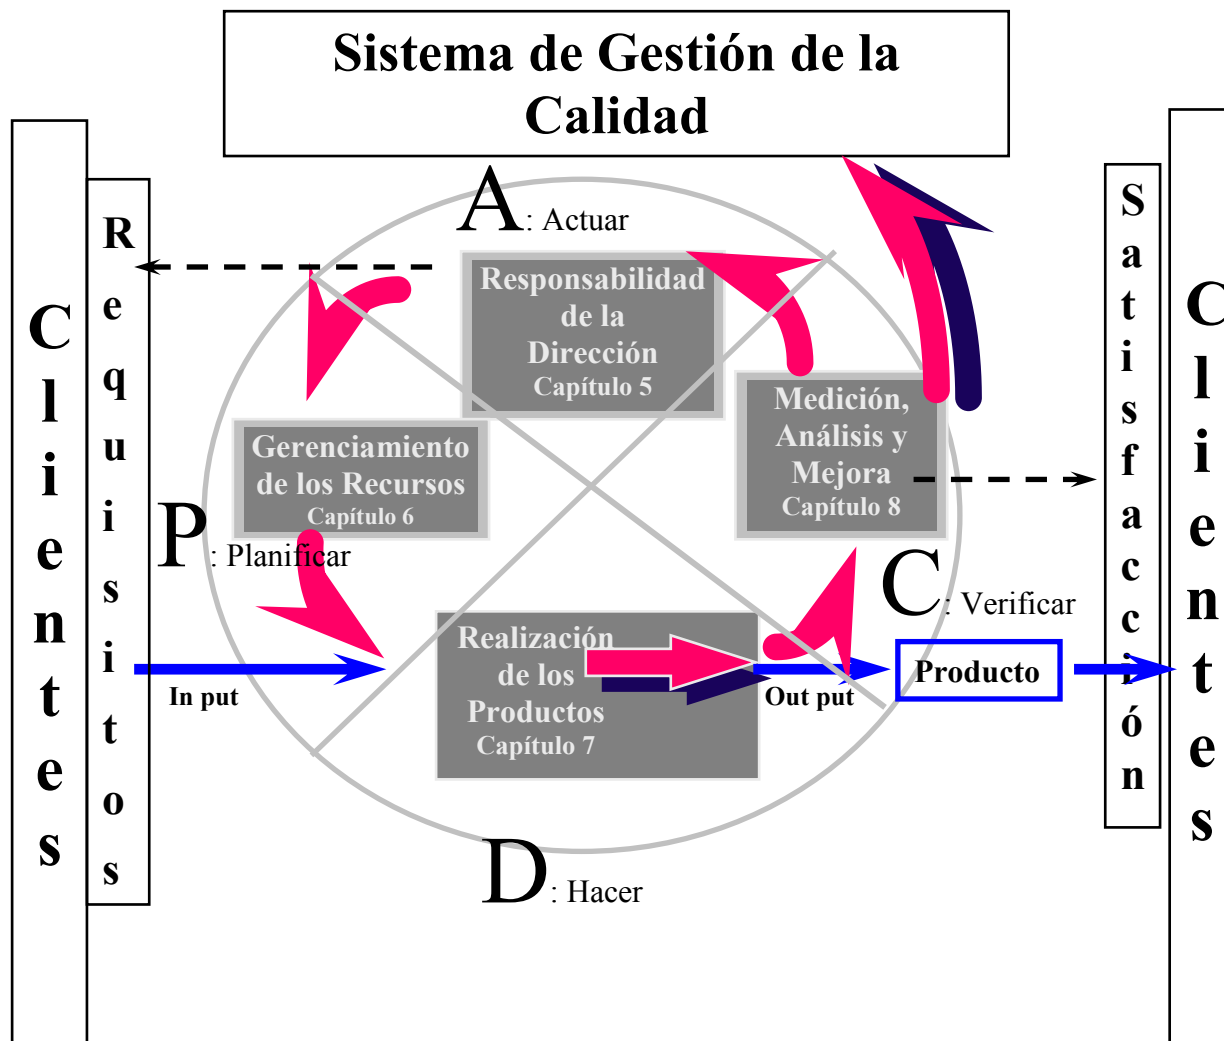 Sistema de Gestión de la
Calidad
Clientes
Requisitos
A: Actuar
Responsabilidad
de la
Dirección
Capítulo 5
Gerenciamiento
de los Recursos
Capítulo 6
Medición,
Análisis y
Mejora
Capítulo 8
P: Planificar
C: Verificar
Realización
de los
Productos
Capítulo 7
In put
Out put
Producto
D: Hacer
Satisfacción
Clientes